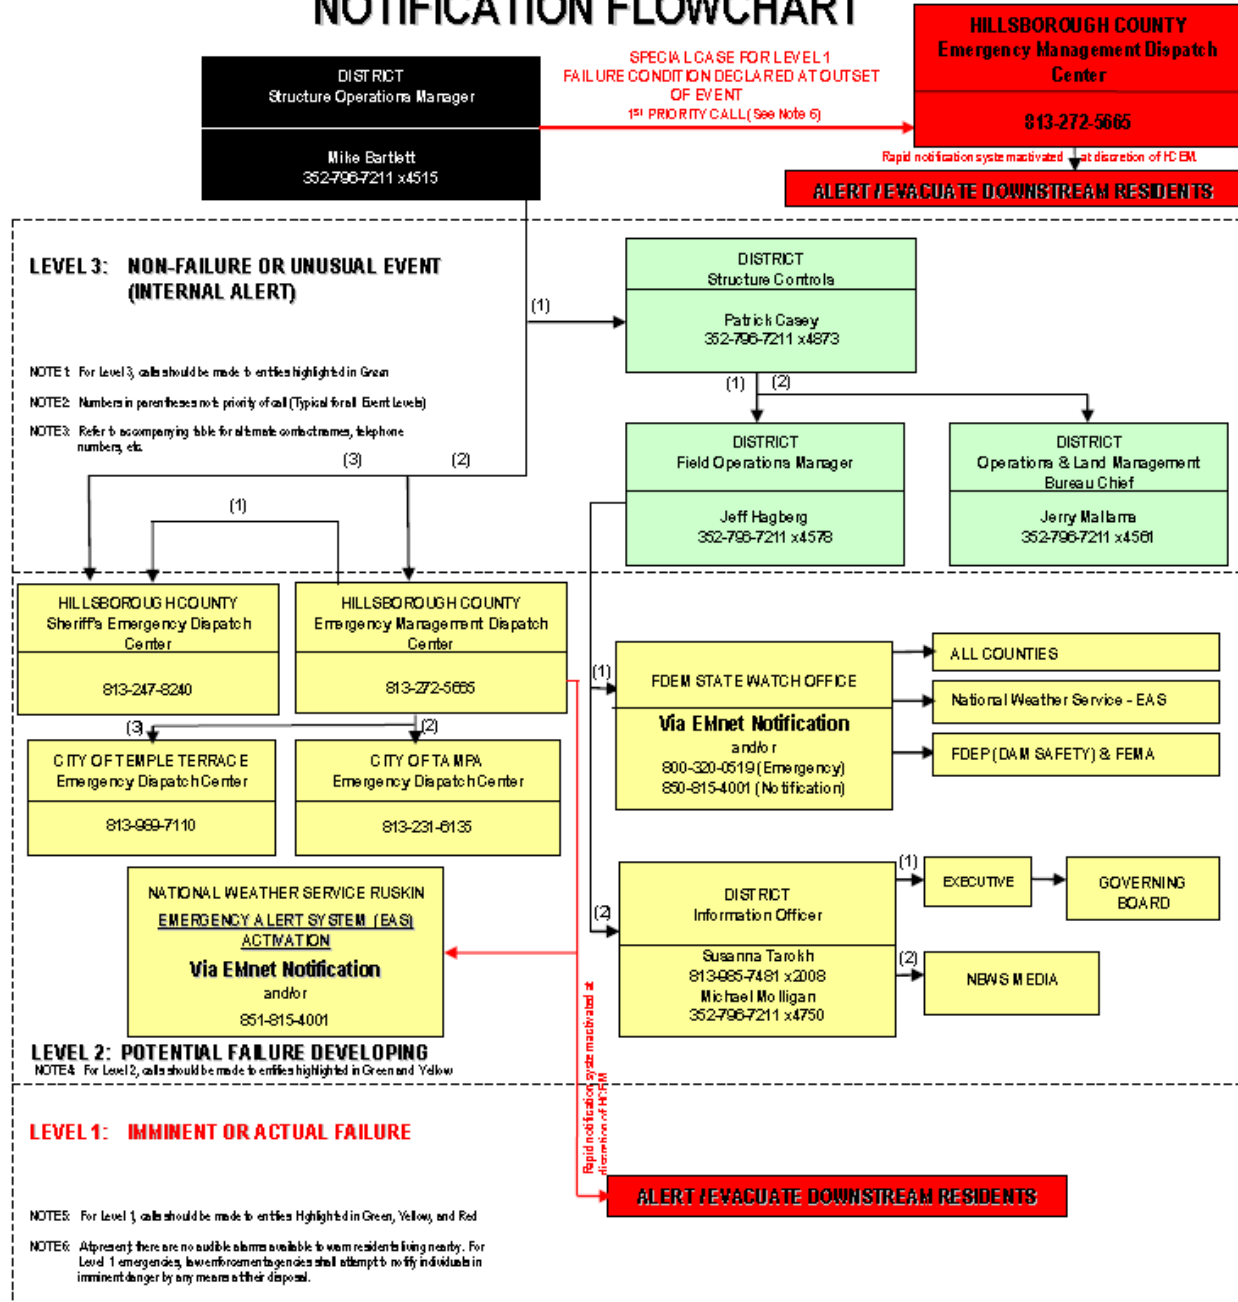 NOTIFICATION FLOWCHART
HILLSBOROUGH COUNTY
Emergency Management Dispatch
Center
813-272-5665
DISTRICT
Structure Operations Manager
Mike Bartlett
352-796-7211 x4515
SPECIAL CASE FOR LEVEL 1
FAILURE CONDITION DECLARED AT OUTSET
OF EVENT
1ST PRIORITY CALL (See Note 6)
Rapid notification system activated at discretion of HCEM.
ALERT / EVACUATE DOWNSTREAM RESIDENTS
LEVEL 3: NON-FAILURE OR UNUSUAL EVENT
(INTERNAL ALERT)
(1)
DISTRICT
Structure Controls
Patrick Casey
352-796-7211 x4873
NOTE 1: For Level 3, calls should be made to entities highlighted in Green
NOTE2: Numbers in parentheses note priority of call (Typical for all Event Levels)
NOTE3: Refer to accompanying table for alternate contact names, telephone
numbers, etc.
(1)
(2)
DISTRICT
Field Operations Manager
Jeff Hagberg
352-796-7211 x4578
DISTRICT
Operations & Land Management
Bureau Chief
Jerry Mallams
352-796-7211 x4561
(3)
(2)
(1)
HILLSBOROUGH COUNTY
Sheriff's Emergency Dispatch
Center
813-247-8240
HILLSBOROUGH COUNTY
Emergency Management Dispatch
Center
813-272-5665
(3)
(2)
CITY OF TEMPLE TERRACE
Emergency Dispatch Center
813-989-7110
CITY OF TAMPA
Emergency Dispatch Center
813-231-6135
(1)
FDEM STATE WATCH OFFICE
Via EMnet Notification
and/or
800-320-0519 (Emergency)
850-815-4001 (Notification)
ALL COUNTIES
National Weather Service - EAS
FDEP (DAM SAFETY) & FEMA
NATIONAL WEATHER SERVICE RUSKIN
EMERGENCY ALERT SYSTEM (EAS)
ACTIVATION
Via EMnet Notification
and/or
851-815-4001
(2)
DISTRICT
Information Officer
Susanna Tarokh
813-985-7481 x2008
Michael Molligan
352-796-7211 x4750
(1)
EXECUTIVE
GOVERNING
BOARD
(2)
NEWS MEDIA
LEVEL 2: POTENTIAL FAILURE DEVELOPING
NOTE4: For Level 2, calls should be made to entities highlighted in Green and Yellow
Rapid notification system activated at
discretion of HCEM
LEVEL 1: IMMINENT OR ACTUAL FAILURE
ALERT / EVACUATE DOWNSTREAM RESIDENTS
NOTE5: For Level 1, calls should be made to entities Highlighted in Green, Yellow, and Red
NOTE6: At present, there are no audible alarms available to warn residents living nearby. For
Level 1 emergencies, law enforcement agencies shall attempt to notify individuals in
imminent danger by any means at their disposal.